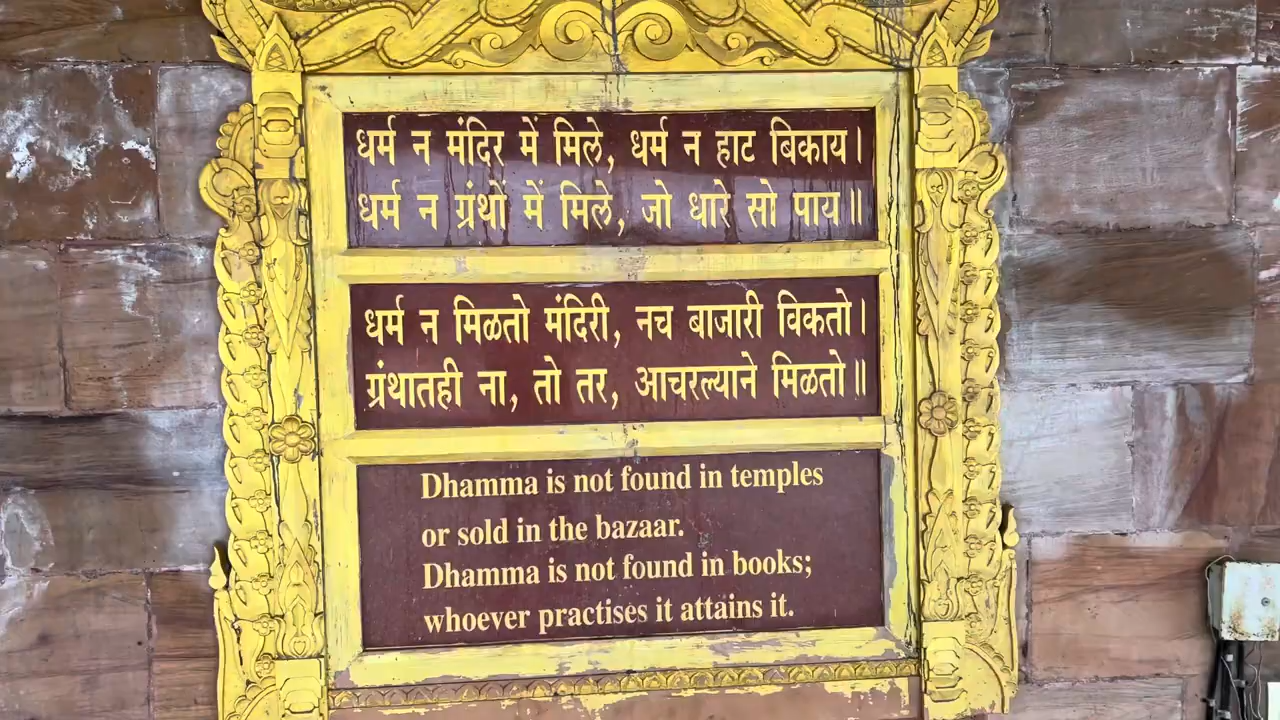 धर्म न मंदिर में मिले, धर्म न हाट बिकाय।
धर्म न ग्रंथों में मिले, जो धारे सो पाय॥
धर्म न मिळतो मंदिरी, नच बाजारी विकतो।
ग्रंथातही ना, तो तर, आचरल्याने मिळतो॥
Dhamma is not found in temples
or sold in the bazaar.
Dhamma is not found in books;
whoever practises it attains it.